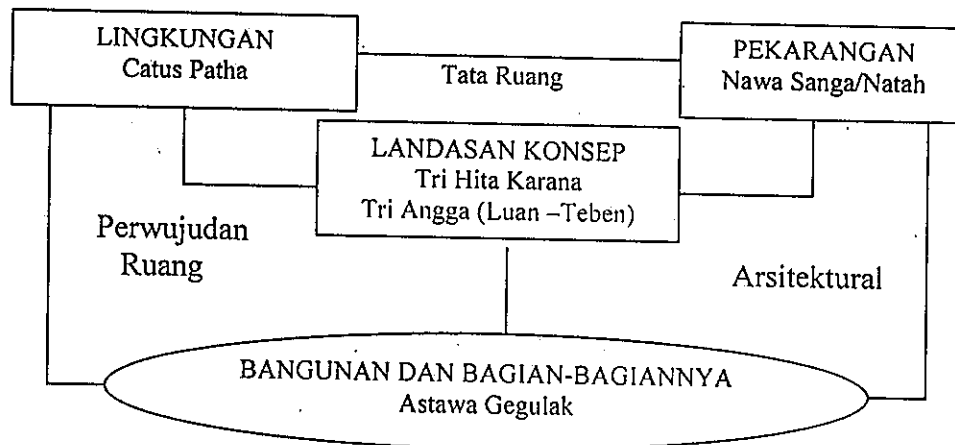 LINGKUNGAN
Catus Patha
Tata Ruang
PEKARANGAN
Nawa Sanga/Natah
LANDASAN KONSEP
Tri Hita Karana
Tri Angga (Luan –Teben)
Perwujudan
Ruang
Arsitektural
BANGUNAN DAN BAGIAN-BAGIANNYA
Astawa Gegulak